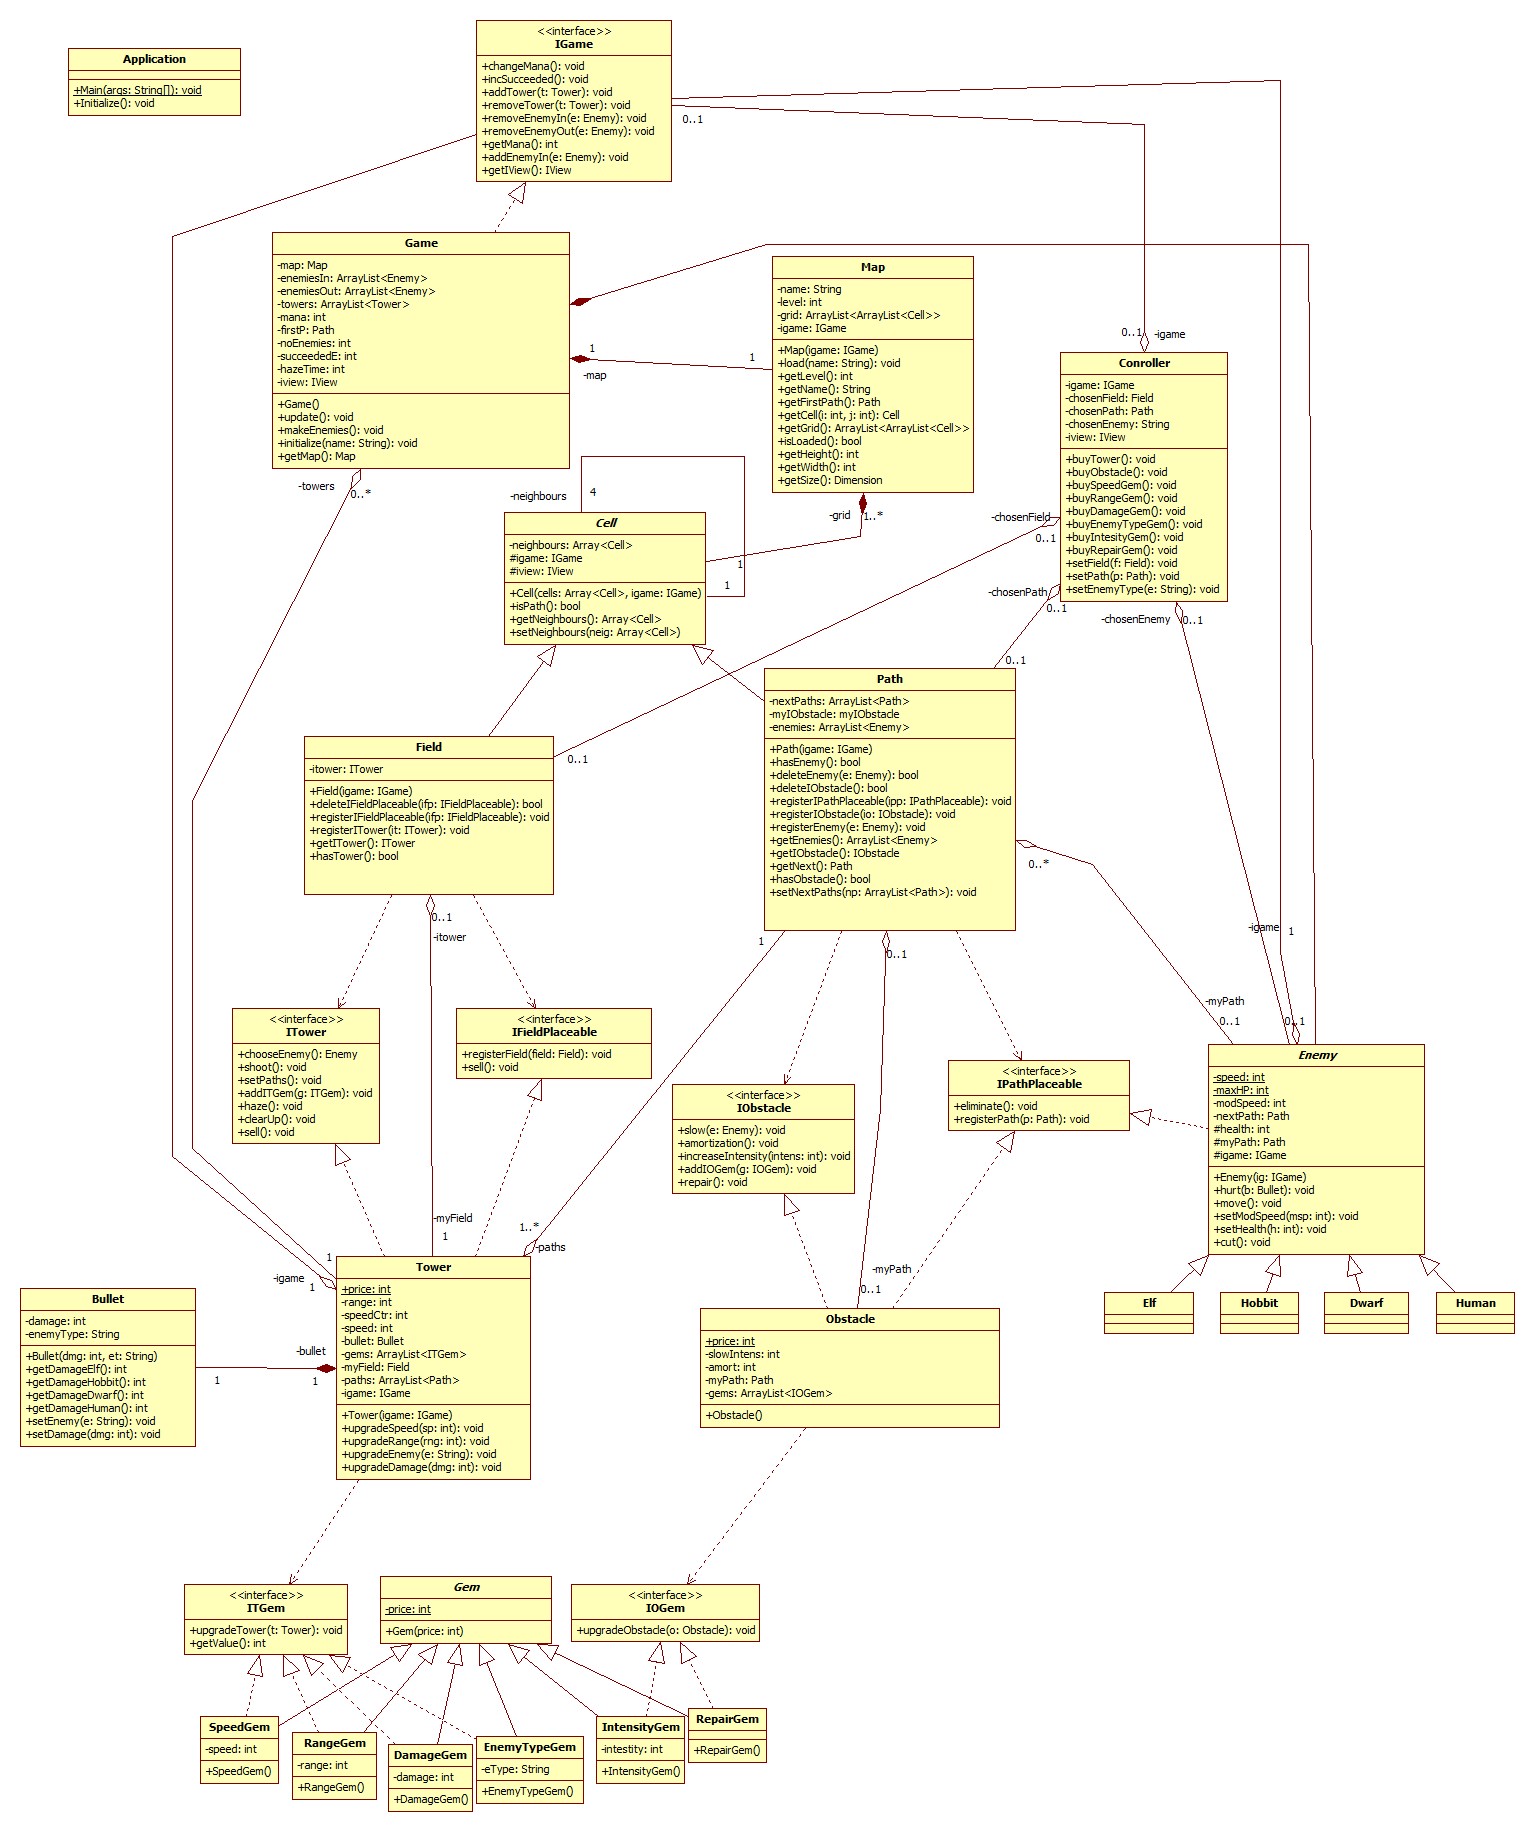 Application
+Main(args: String[]): void
+Initialize(): void
<<interface>>
IGame
+changeMana(): void
+incSucceeded(): void
+addTower(t: Tower): void
+removeTower(t: Tower): void
+removeEnemyIn(e: Enemy): void
+removeEnemyOut(e: Enemy): void
+getMana(): int
+addEnemyIn(e: Enemy): void
+getIView(): IView
0..1
Game
-map: Map
-enemiesIn: ArrayList<Enemy>
-enemiesOut: ArrayList<Enemy>
-towers: ArrayList<Tower>
-mana: int
-firstP: Path
-noEnemies: int
-succeededE: int
-hazeTime: int
-iview: IView
+Game()
+update(): void
+makeEnemies(): void
+initialize(name: String): void
+getMap(): Map
1
-map
1
-towers
0..*
Map
-name: String
-level: int
-grid: ArrayList<ArrayList<Cell>>
-igame: IGame
+Map(igame: IGame)
+load(name: String): void
+getLevel(): int
+getName(): String
+getFirstPath(): Path
+getCell(i: int, j: int): Cell
+getGrid(): ArrayList<ArrayList<Cell>>
+isLoaded(): bool
+getHeight(): int
+getWidth(): int
+getSize(): Dimension
-grid
1..*
0..1
-igame
Conroller
-igame: IGame
-chosenField: Field
-chosenPath: Path
-chosenEnemy: String
-iview: IView
+buyTower(): void
+buyObstacle(): void
+buySpeedGem(): void
+buyRangeGem(): void
+buyDamageGem(): void
+buyEnemyTypeGem(): void
+buyIntesityGem(): void
+buyRepairGem(): void
+setField(f: Field): void
+setPath(p: Path): void
+setEnemyType(e: String): void
-chosenField
0..1
-chosenPath
0..1
-chosenEnemy
0..1
-neighbours
4
Cell
-neighbours: Array<Cell>
#igame: IGame
#iview: IView
+Cell(cells: Array<Cell>, igame: IGame)
+isPath(): bool
+getNeighbours(): Array<Cell>
+setNeighbours(neig: Array<Cell>)
1
1
0..1
Path
-nextPaths: ArrayList<Path>
-myIObstacle: myIObstacle
-enemies: ArrayList<Enemy>
+Path(igame: IGame)
+hasEnemy(): bool
+deleteEnemy(e: Enemy): bool
+deleteIObstacle(): bool
+registerIPathPlaceable(ipp: IPathPlaceable): void
+registerIObstacle(io: IObstacle): void
+registerEnemy(e: Enemy): void
+getEnemies(): ArrayList<Enemy>
+getIObstacle(): IObstacle
+getNext(): Path
+hasObstacle(): bool
+setNextPaths(np: ArrayList<Path>): void
0..*
1
0..1
Field
-itower: ITower
+Field(igame: IGame)
+deleteIFieldPlaceable(ifp: IFieldPlaceable): bool
+registerIFieldPlaceable(ifp: IFieldPlaceable): void
+registerITower(it: ITower): void
+getITower(): ITower
+hasTower(): bool
0..1
0..1
-itower
<<interface>>
ITower
+chooseEnemy(): Enemy
+shoot(): void
+setPaths(): void
+addITGem(g: ITGem): void
+haze(): void
+clearUp(): void
+sell(): void
<<interface>>
IFieldPlaceable
+registerField(field: Field): void
+sell(): void
<<interface>>
IObstacle
+slow(e: Enemy): void
+amortization(): void
+increaseIntensity(intens: int): void
+addIOGem(g: IOGem): void
+repair(): void
<<interface>>
IPathPlaceable
+eliminate(): void
+registerPath(p: Path): void
-igame
1
-myPath
0..1
0..1
Enemy
-speed: int
-maxHP: int
-modSpeed: int
-nextPath: Path
#health: int
#myPath: Path
#igame: IGame
+Enemy(ig: IGame)
+hurt(b: Bullet): void
+move(): void
+setModSpeed(msp: int): void
+setHealth(h: int): void
+cut(): void
Elf
Hobbit
Dwarf
Human
-myField
1
1..*
-paths
1
-igame
1
Tower
+price: int
-range: int
-speedCtr: int
-speed: int
-bullet: Bullet
-gems: ArrayList<ITGem>
-myField: Field
-paths: ArrayList<Path>
-igame: IGame
+Tower(igame: IGame)
+upgradeSpeed(sp: int): void
+upgradeRange(rng: int): void
+upgradeEnemy(e: String): void
+upgradeDamage(dmg: int): void
Bullet
-damage: int
-enemyType: String
+Bullet(dmg: int, et: String)
+getDamageElf(): int
+getDamageHobbit(): int
+getDamageDwarf(): int
+getDamageHuman(): int
+setEnemy(e: String): void
+setDamage(dmg: int): void
-bullet
1
1
-myPath
0..1
Obstacle
+price: int
-slowIntens: int
-amort: int
-myPath: Path
-gems: ArrayList<IOGem>
+Obstacle()
<<interface>>
ITGem
+upgradeTower(t: Tower): void
+getValue(): int
Gem
-price: int
+Gem(price: int)
<<interface>>
IOGem
+upgradeObstacle(o: Obstacle): void
SpeedGem
-speed: int
+SpeedGem()
RangeGem
-range: int
+RangeGem()
DamageGem
-damage: int
+DamageGem()
EnemyTypeGem
-eType: String
+EnemyTypeGem()
IntensityGem
-intestity: int
+IntensityGem()
RepairGem
+RepairGem()